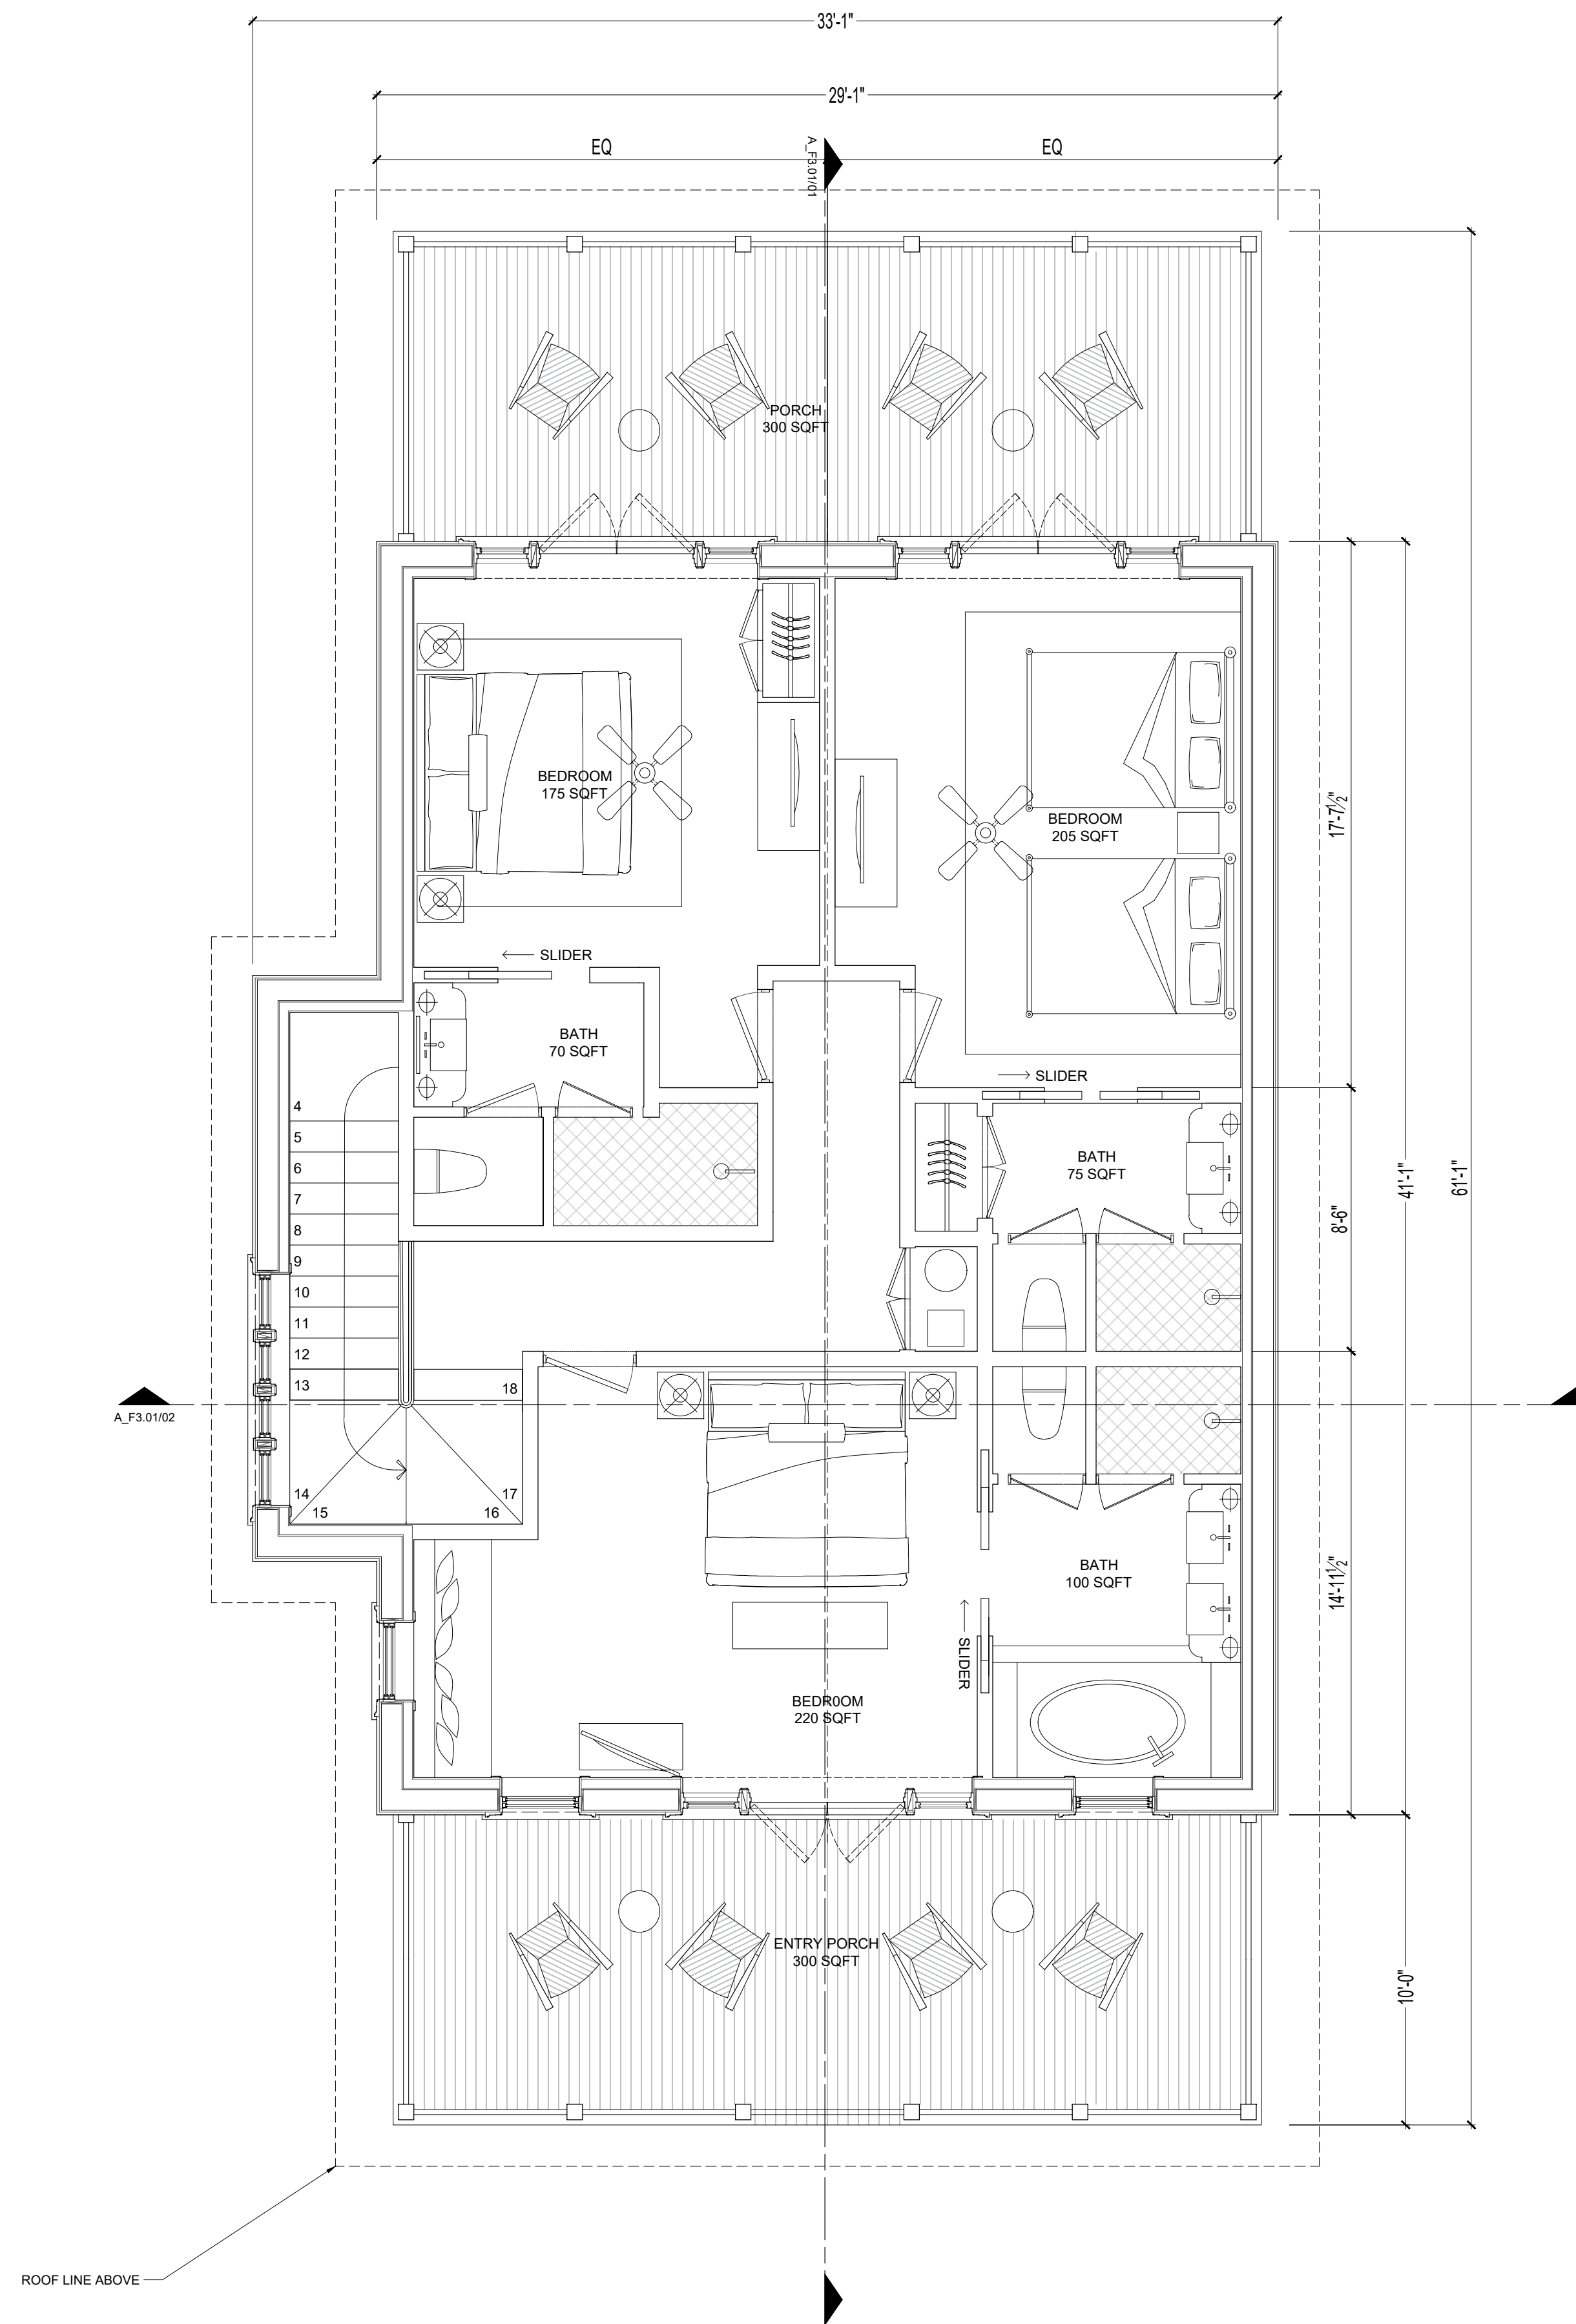 33'-1"
29'-1"
EQ
EQ
A_F3.01/01
PORCH
300 SQFT
BEDROOM
175 SQFT
BEDROOM
205 SQFT
17'-7½"
SLIDER
BATH
70 SQFT
SLIDER
BATH
75 SQFT
4
5
6
7
8
9
10
11
12
13
18
14
15
17
16
8'-6"
41'-1"
61'-1"
A_F3.01/02
BATH
100 SQFT
14'-11½"
SLIDER
BEDROOM
220 SQFT
ENTRY PORCH
300 SQFT
10'-0"
ROOF LINE ABOVE